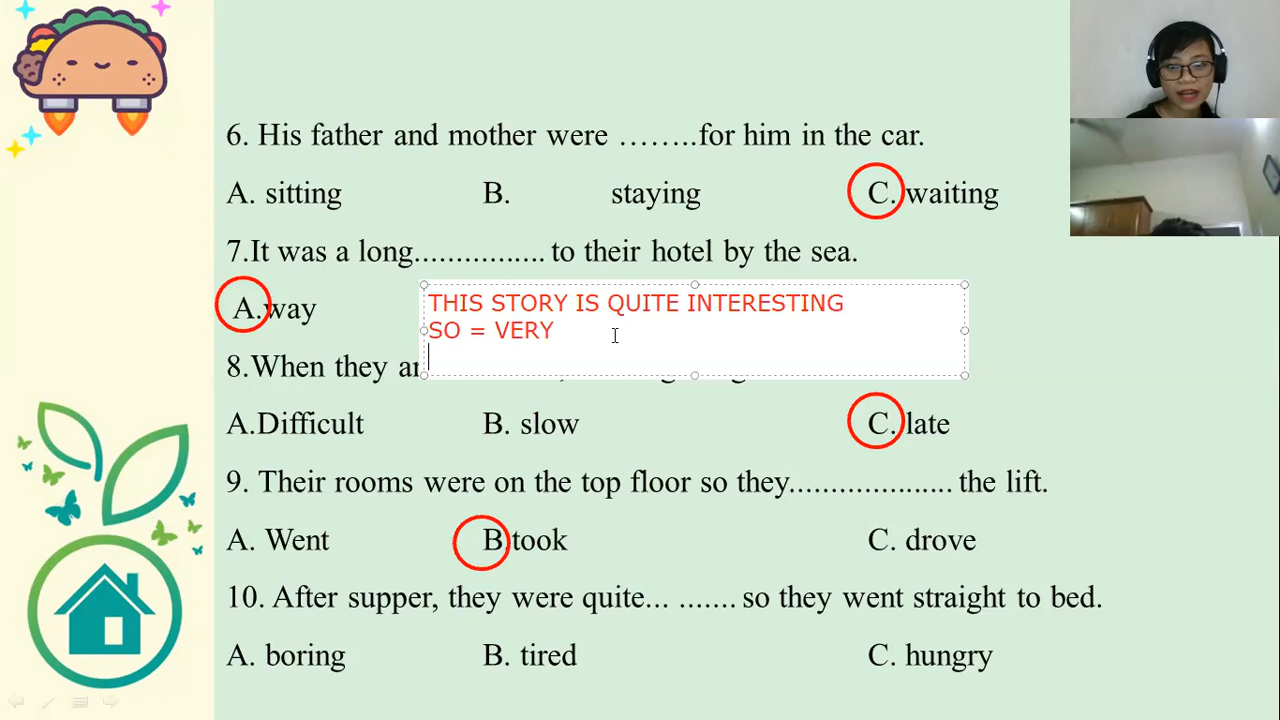 6. His father and mother were ……..for him in the car.
A. sitting B. staying C. waiting
7.It was a long................ to their hotel by the sea.
A.way
THIS STORY IS QUITE INTERESTING
SO = VERY
8.When they
A.Difficult B. slow C. late
9. Their rooms were on the top floor so they.................... the lift.
A. Went B.took C. drove
10. After supper, they were quite... ....... so they went straight to bed.
A. boring B. tired C. hungry